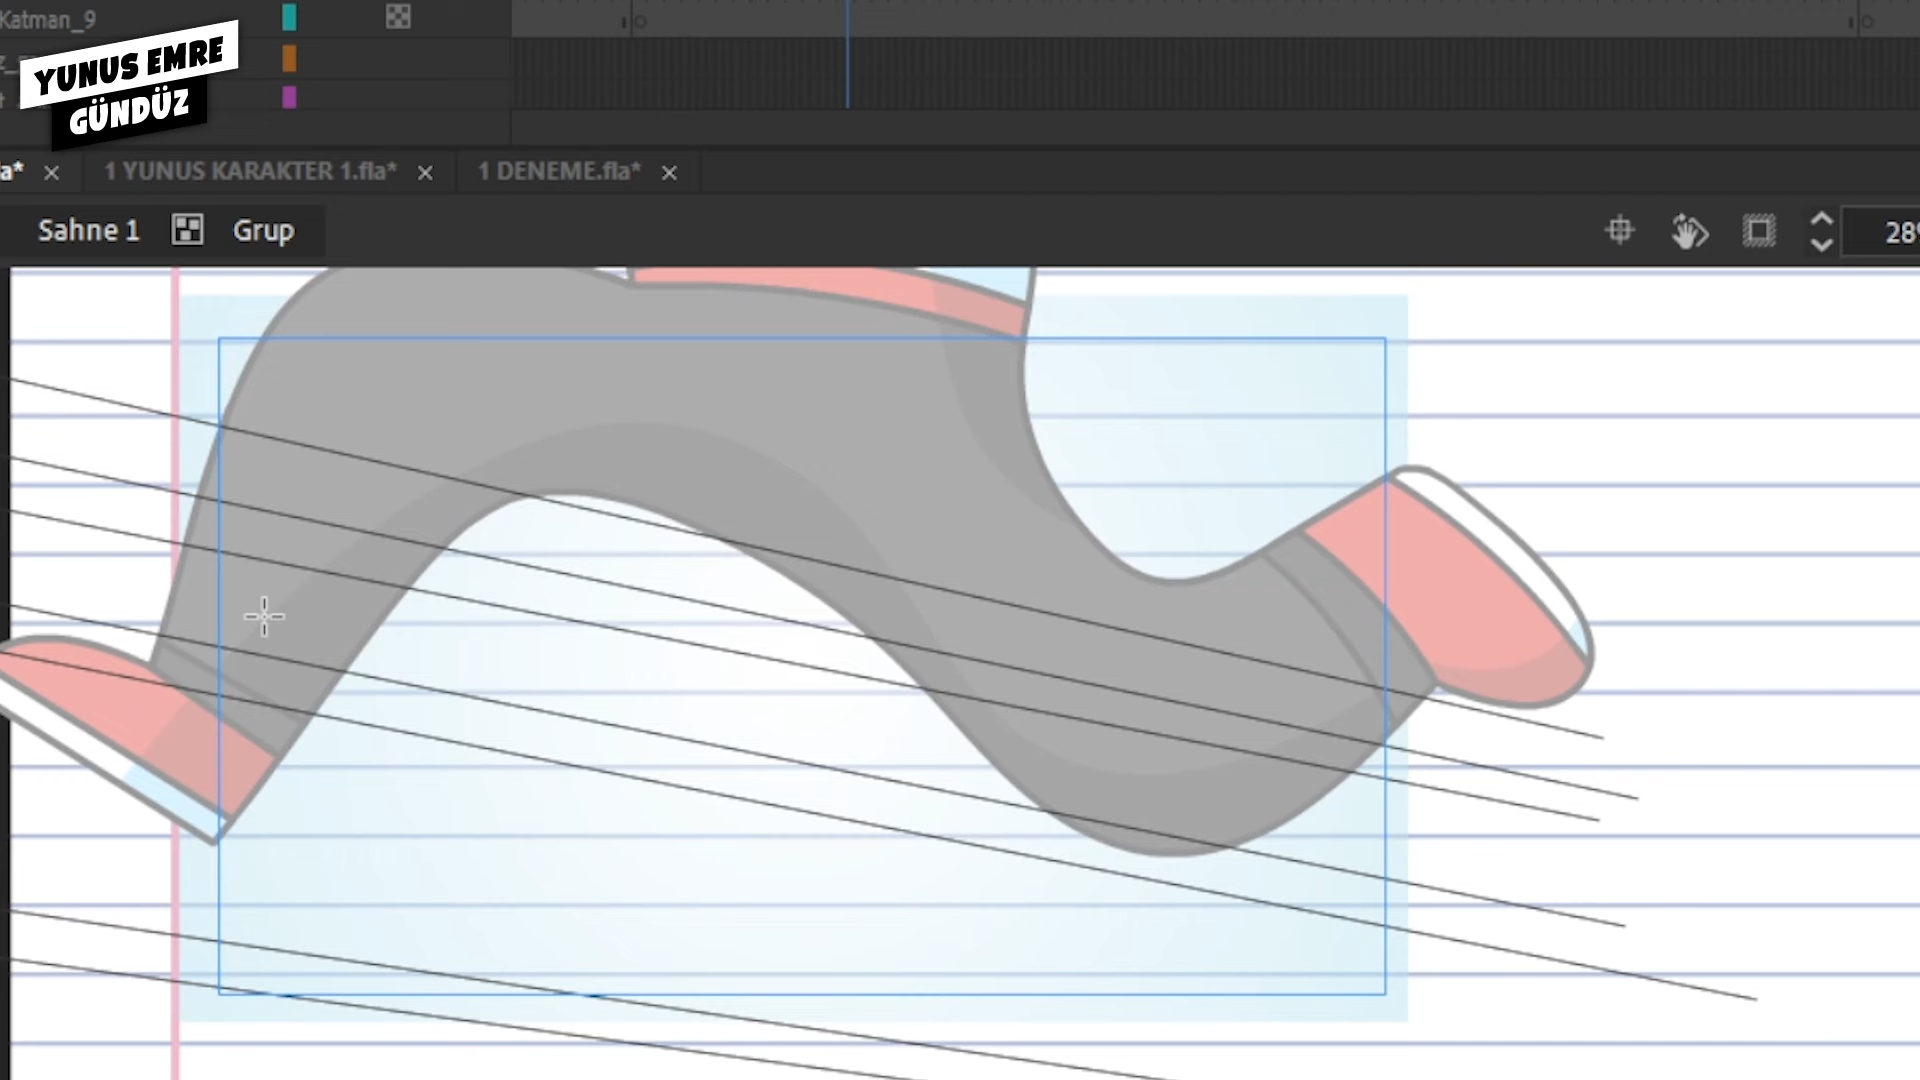 Katman_9
YUNUS EMRE
GÜNDÜZ
1 YUNUS KARAKTER 1.fla*
1 DENEME.fla*
Sahne 1
Grup